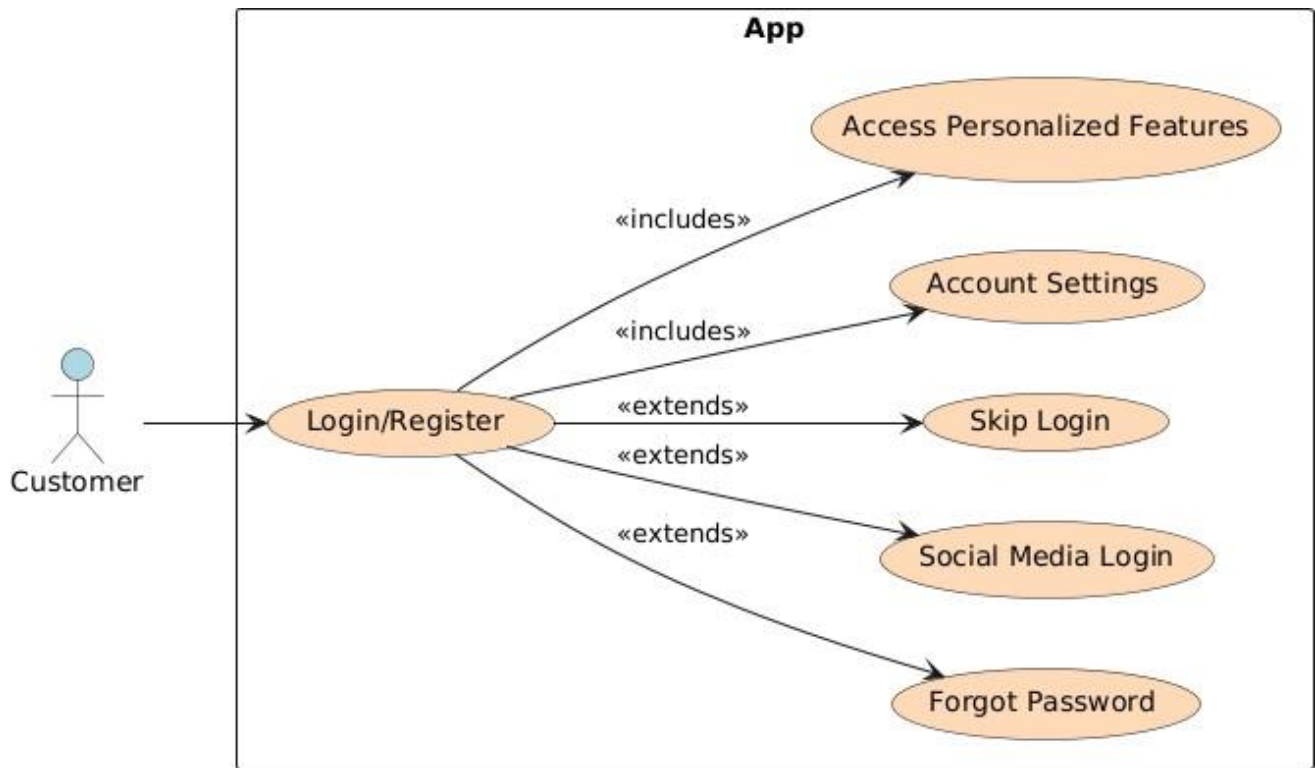 App
Access Personalized Features
«includes»
Account Settings
«includes»
Login/Register
«extends»
Skip Login
«extends»
Customer
Social Media Login
«extends»
Forgot Password